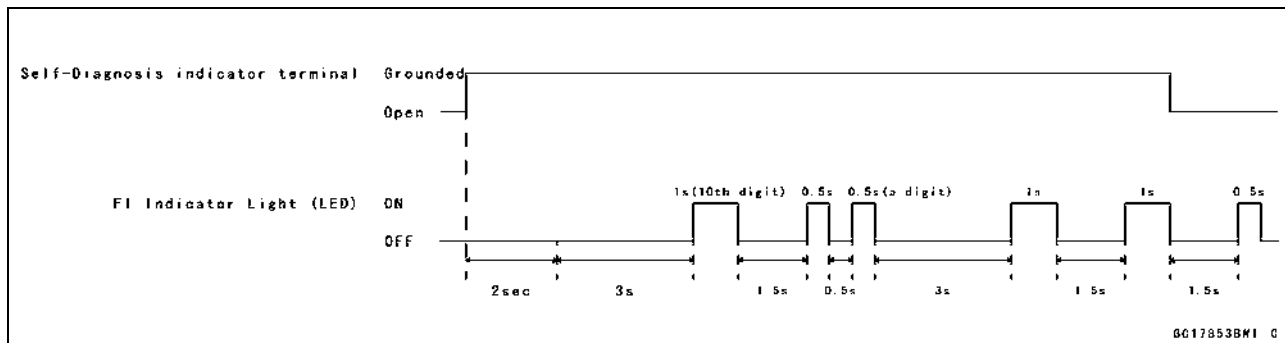 Self-Diagnosis indicator terminal Grounded
Open
1s(10th digit) 0.5s 0.5s(a digit) 1s 1s 0.5s
FI Indicator Light (LED) ON
OFF
2sec 3s 1.5s 0.5s 3s 1.5s 1.5s